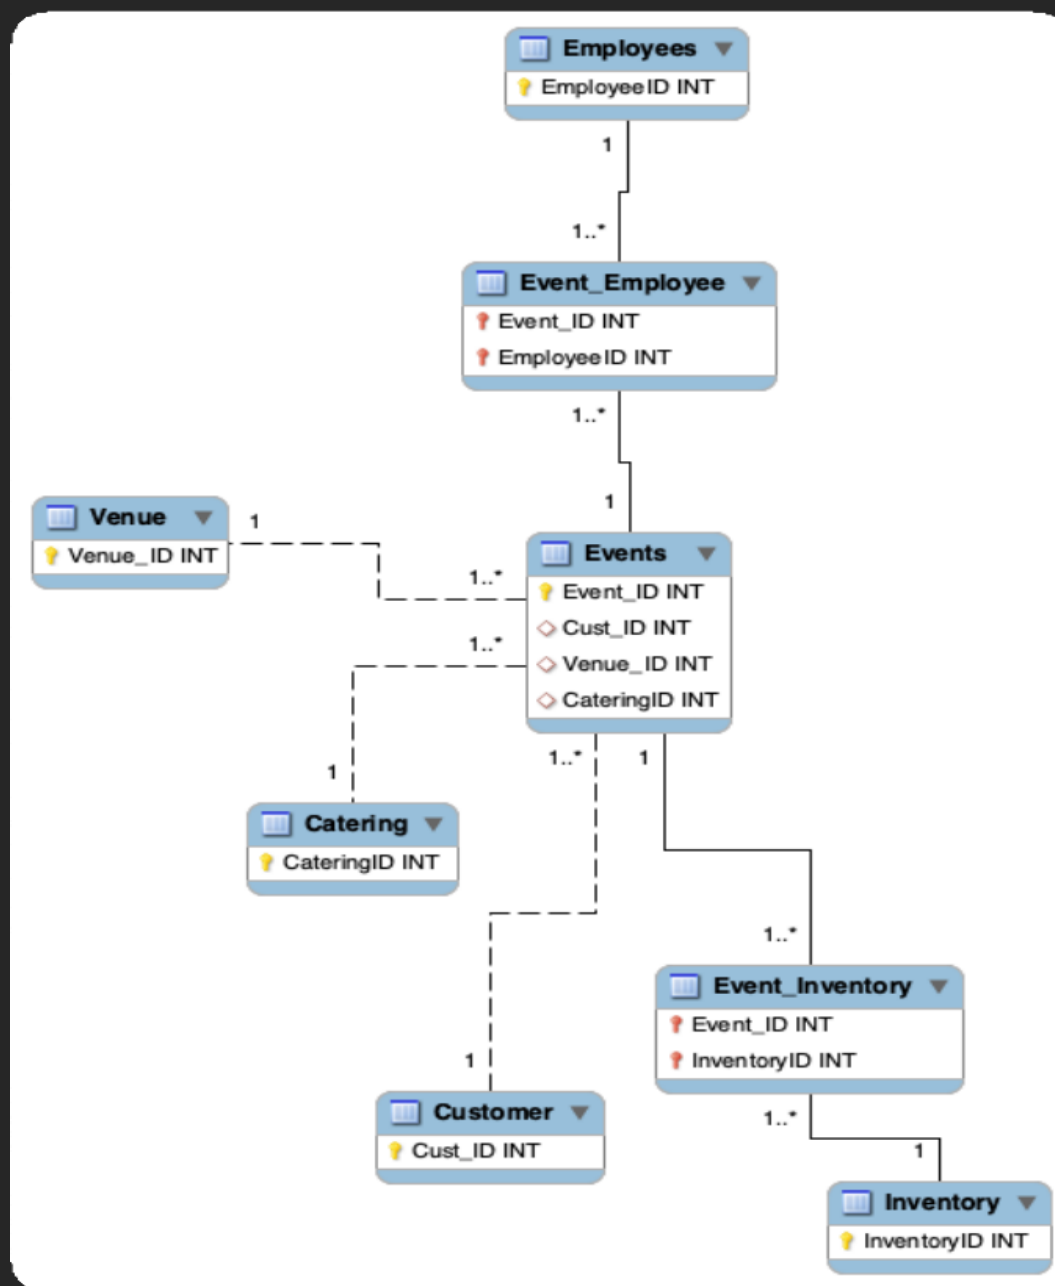 Employees
EmployeeID INT
1
1..*
Event_Employee
Event_ID INT
EmployeeID INT
1..*
1
Venue
Venue_ID INT
1
1..*
1..*
Events
Event_ID INT
Cust_ID INT
Venue_ID INT
CateringID INT
1..*
1
1
Catering
CateringID INT
1..*
Event_Inventory
Event_ID INT
InventoryID INT
1
Customer
Cust_ID INT
1..*
1
Inventory
InventoryID INT